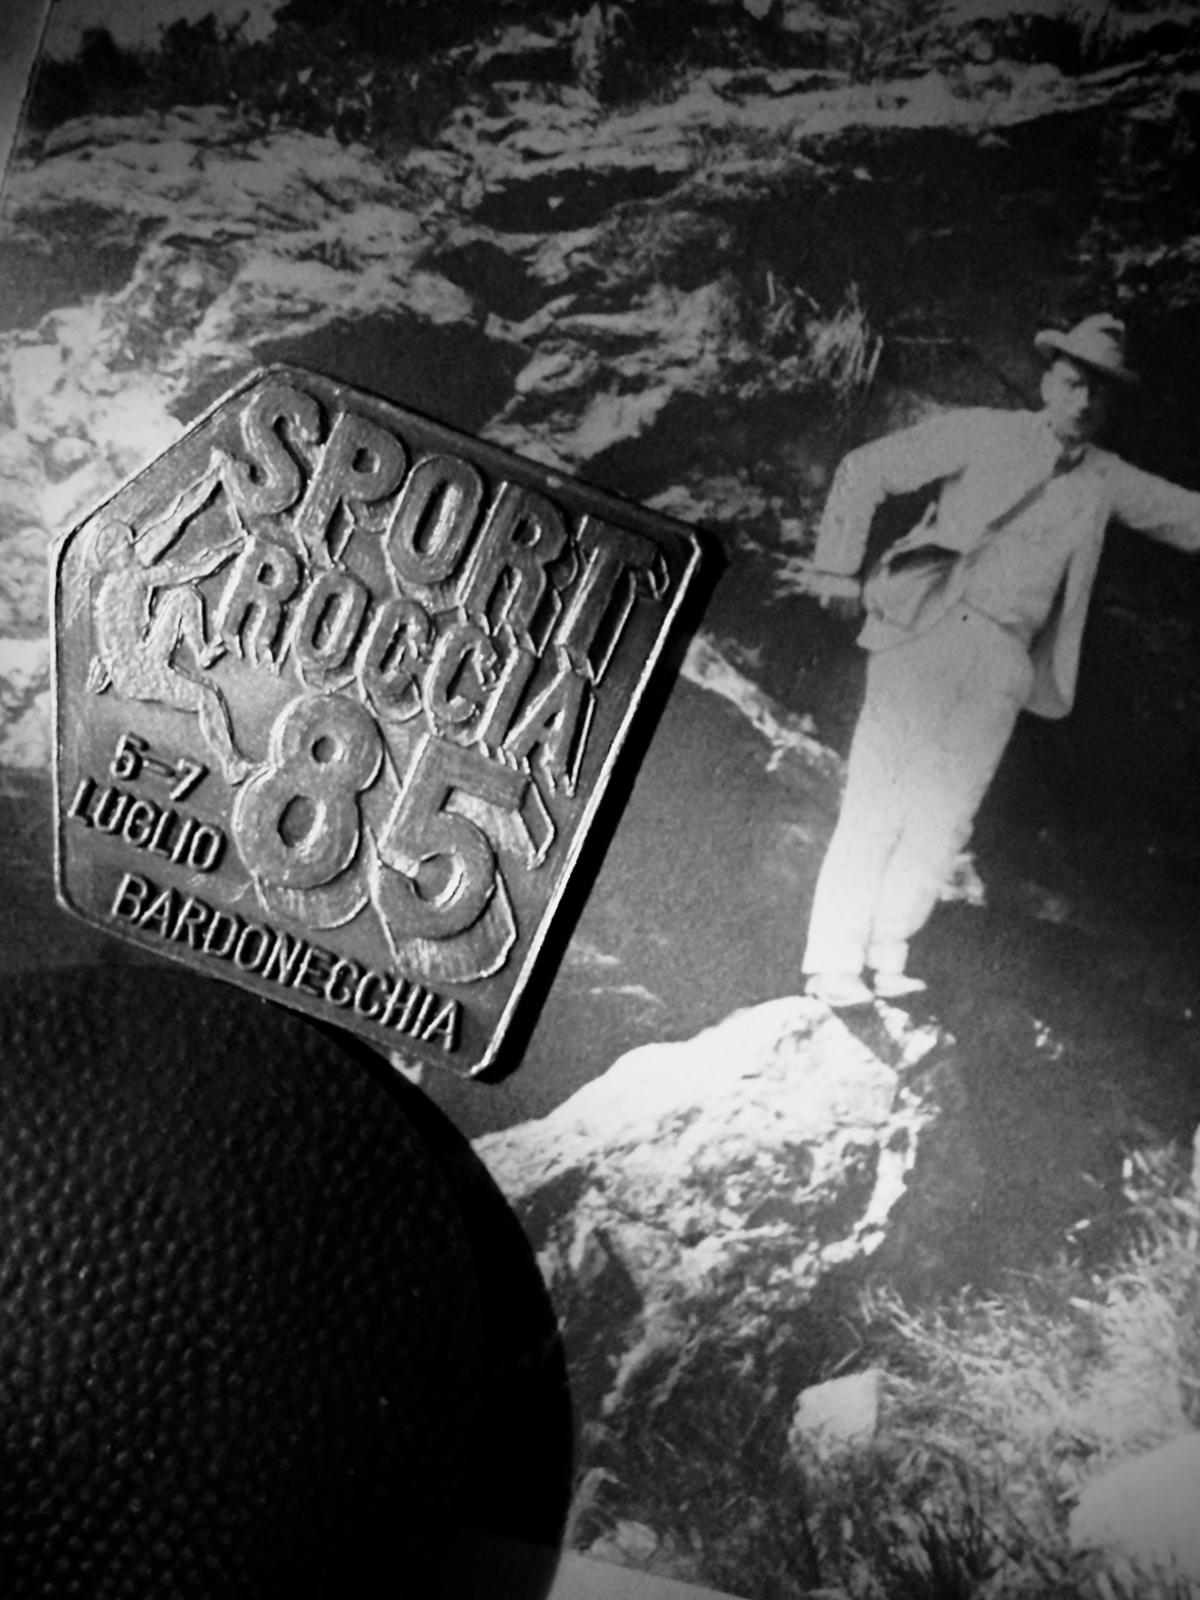 SPORT
ROCCIA
85
5-7
LUGLIO
BARDONECCHIA